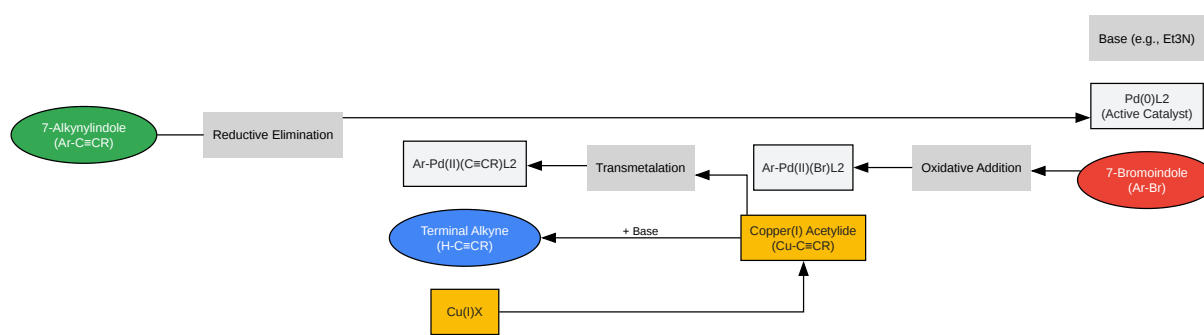 Base (e.g., Et3N)
Pd(0)L2
(Active Catalyst)
7-Alkynylindole
(Ar-C≡CR)
Reductive Elimination
Ar-Pd(II)(C≡CR)L2
Transmetalation
Ar-Pd(II)(Br)L2
Oxidative Addition
7-Bromoindole
(Ar-Br)
Terminal Alkyne
(H-C≡CR)
+ Base
Copper(I) Acetylide
(Cu-C≡CR)
Cu(I)X